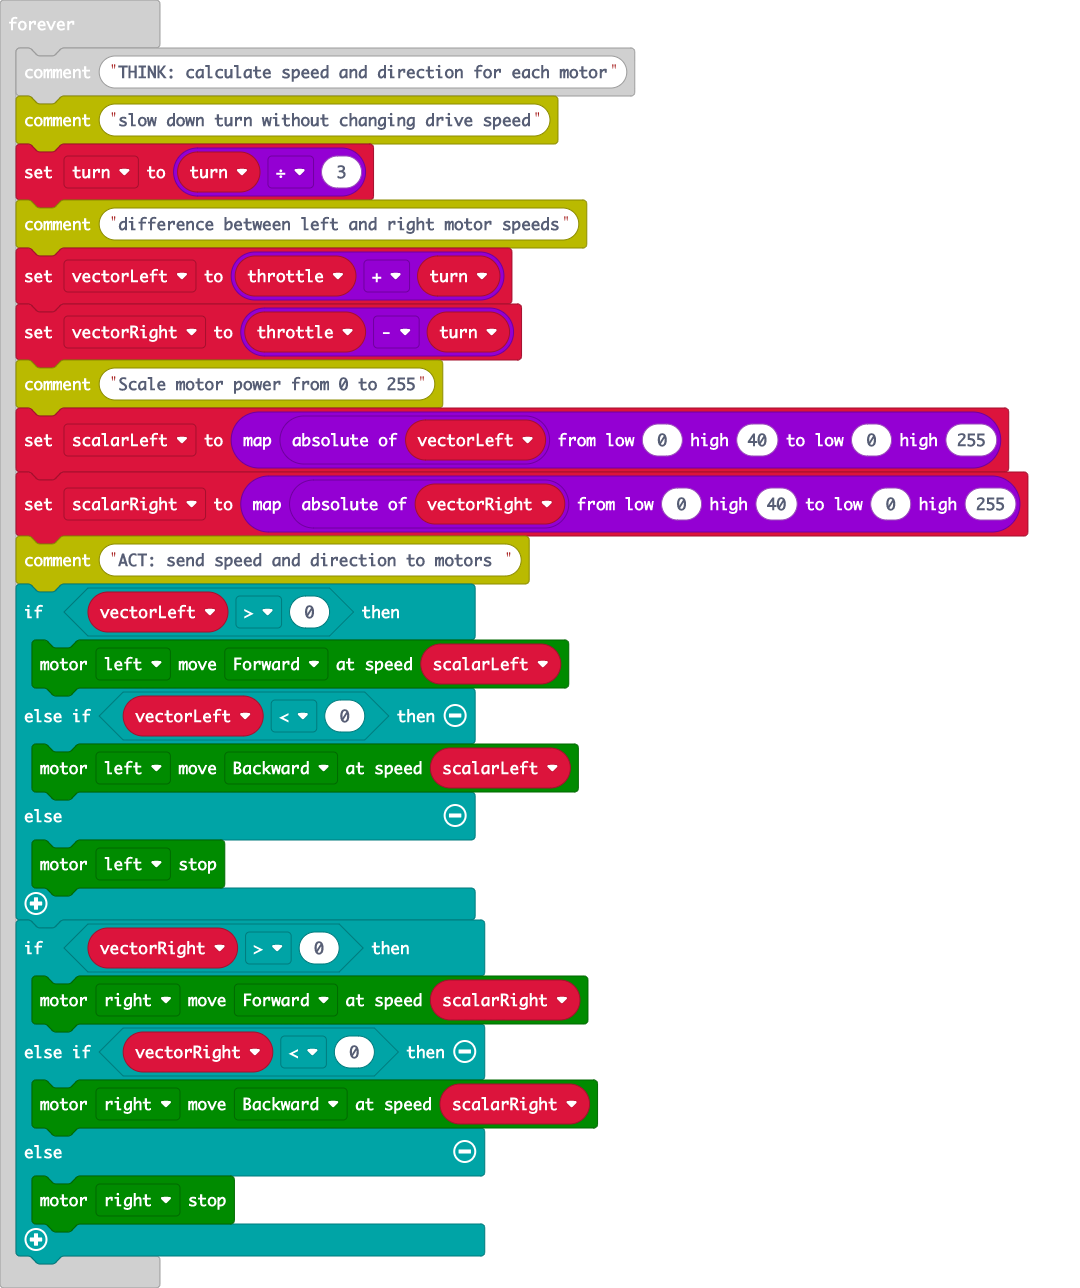 forever
comment "THINK: calculate speed and direction for each motor"
comment "slow down turn without changing drive speed"
set turn to turn ÷ 3
comment "difference between left and right motor speeds"
set vectorLeft to throttle + turn
set vectorRight to throttle - turn
comment "Scale motor power from 0 to 255"
set scalarLeft to map absolute of vectorLeft from low 0 high 40 to low 0 high 255
set scalarRight to map absolute of vectorRight from low 0 high 40 to low 0 high 255
comment "ACT: send speed and direction to motors "
if vectorLeft > 0 then
motor left move Forward at speed scalarLeft
else if vectorLeft < 0 then
motor left move Backward at speed scalarLeft
else
motor left stop
if vectorRight > 0 then
motor right move Forward at speed scalarRight
else if vectorRight < 0 then
motor right move Backward at speed scalarRight
else
motor right stop